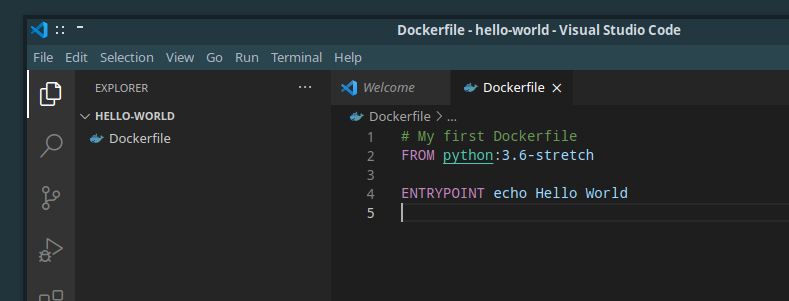 Dockerfile - hello-world - Visual Studio Code
File Edit Selection View Go Run Terminal Help
EXPLORER ···
HELLO-WORLD
Dockerfile
Welcome
Dockerfile
Dockerfile > ...
1 # My first Dockerfile
2 FROM python:3.6-stretch
3
4 ENTRYPOINT echo Hello World
5